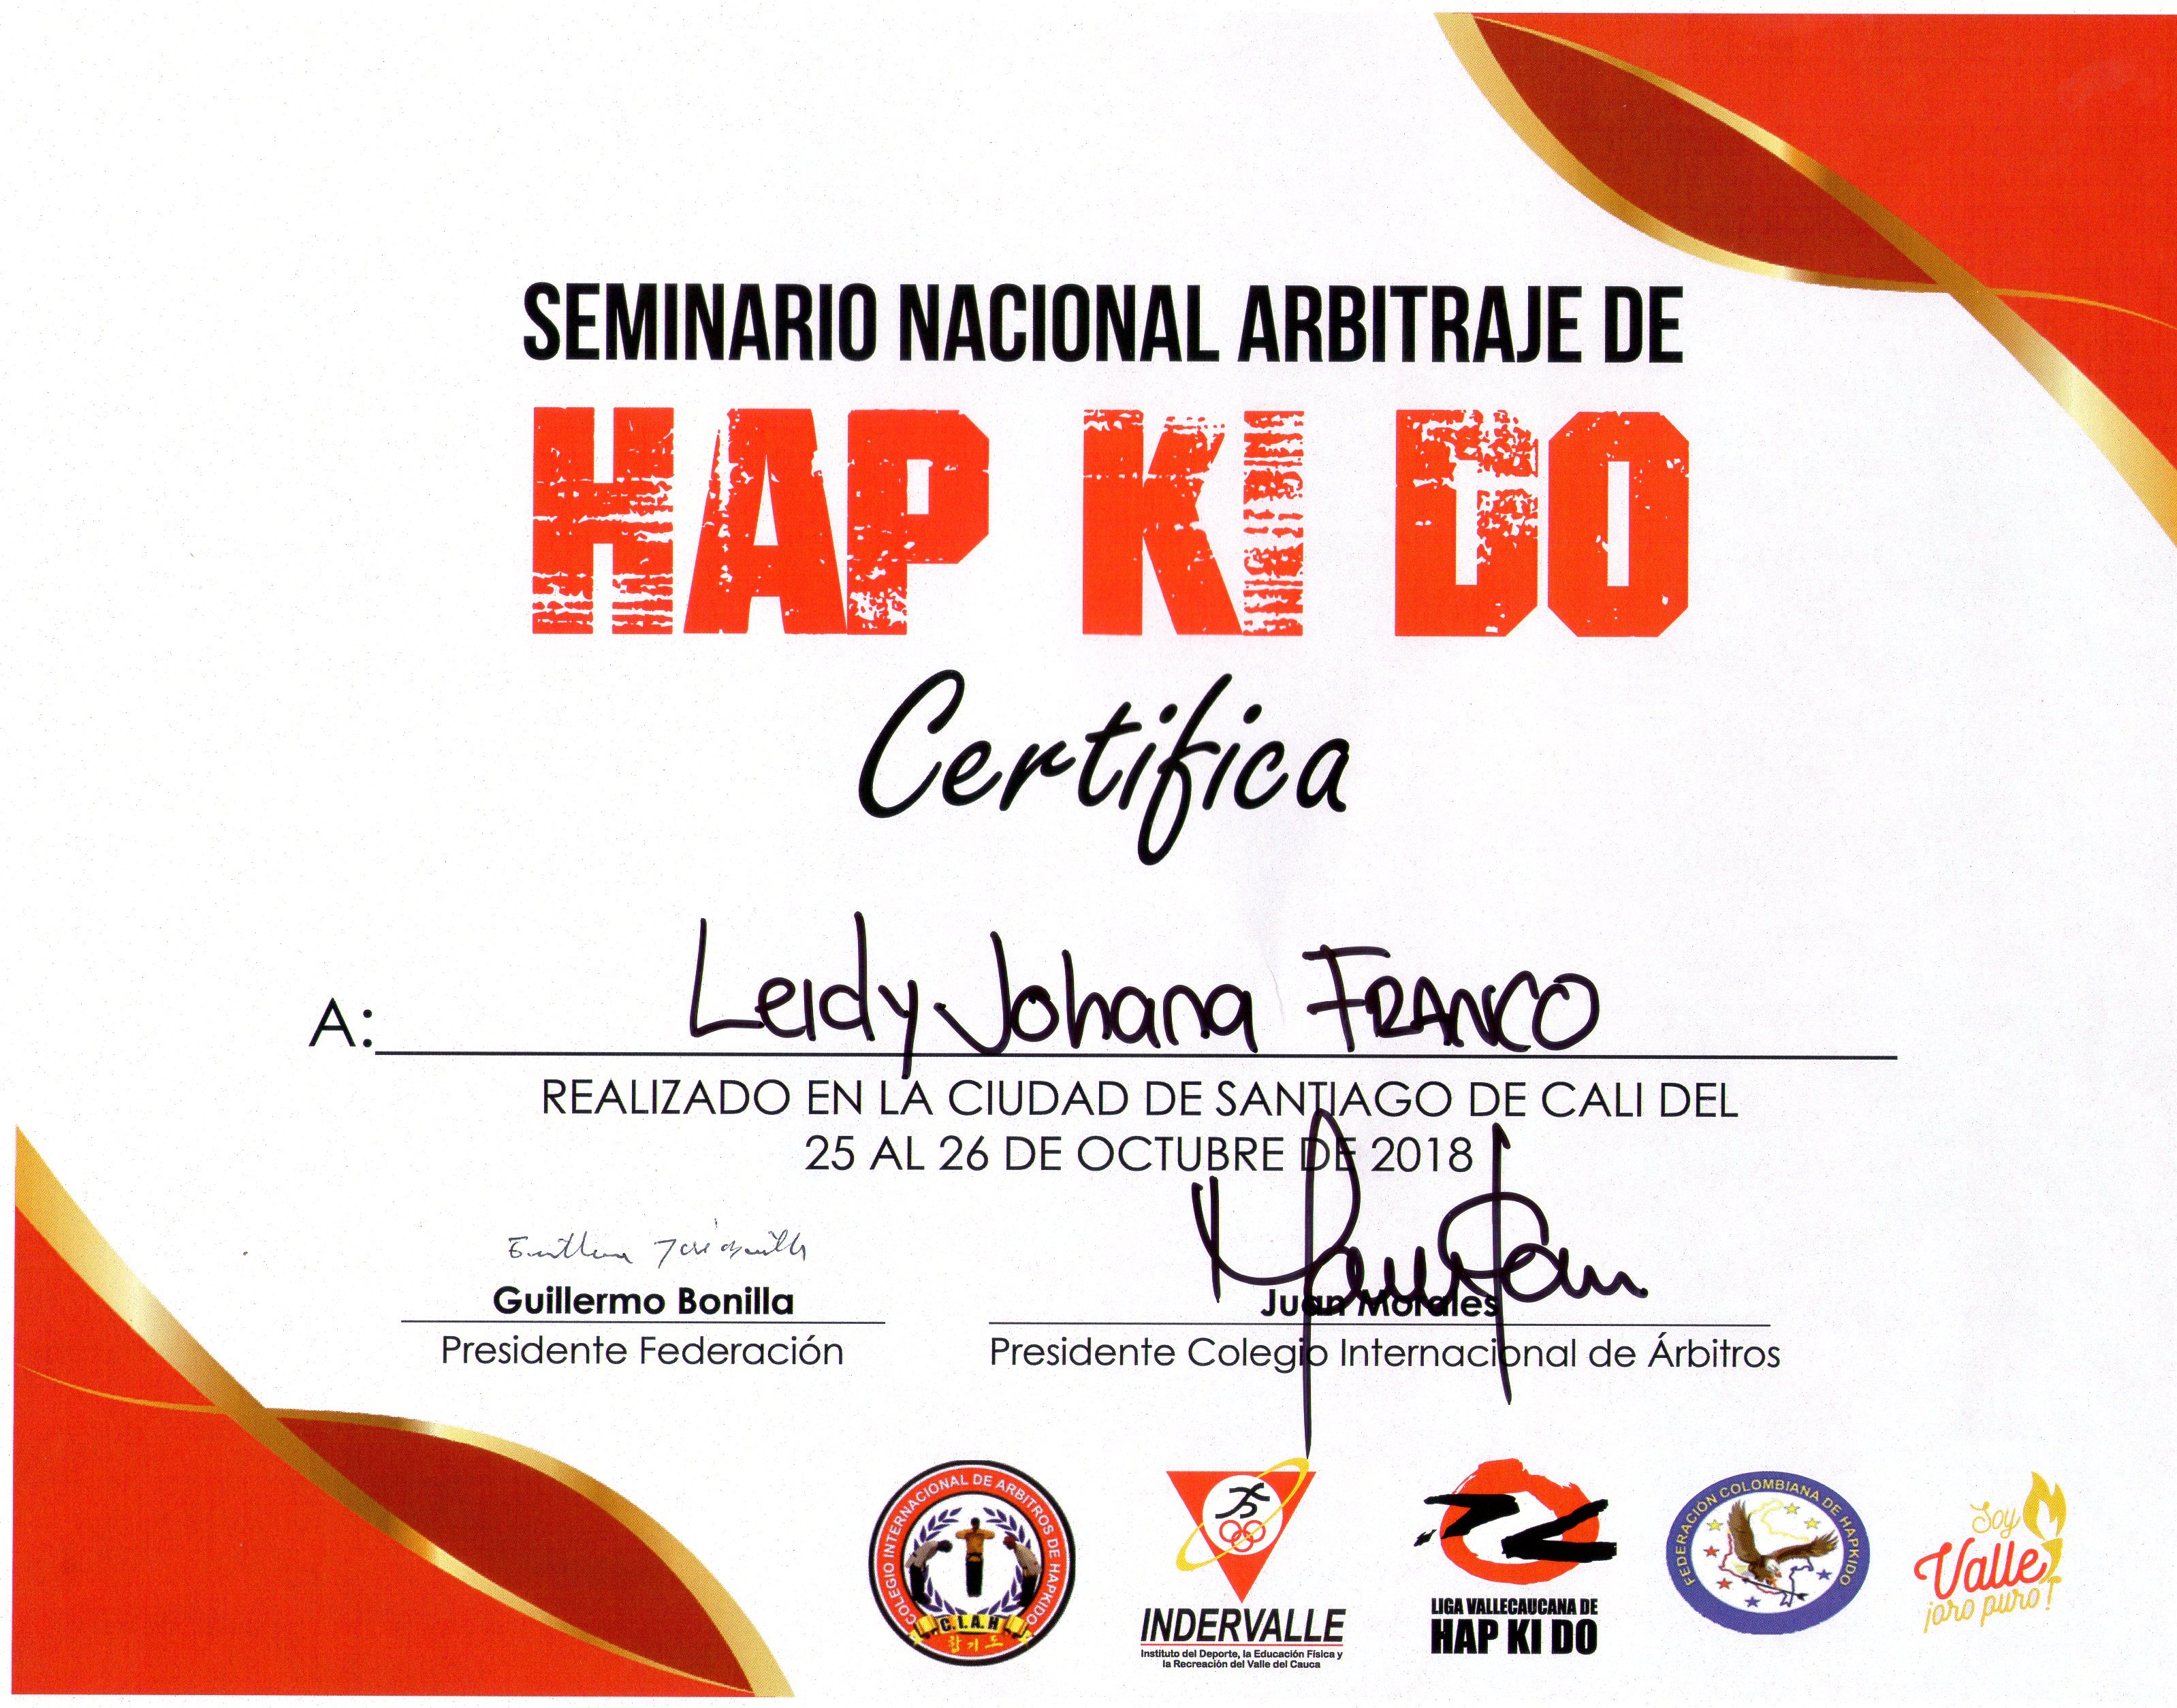 SEMINARIO NACIONAL ARBITRAJE DE
HAP KI DO
Certifica
A: Leidy Johana FRANCO
REALIZADO EN LA CIUDAD DE SANTIAGO DE CALI DEL
25 AL 26 DE OCTUBRE DE 2018
Guillermo Bonilla
Presidente Federación
Juan Morales
Presidente Colegio Internacional de Árbitros
COLEGIO INTERNACIONAL DE ARBITROS DE HAPKIDO
C.I.A.H
합기도
INDERVALLE
Instituto del Deporte, la Educación Física y
la Recreación del Valle del Cauca
LIGA VALLECAUCANA DE
HAP KI DO
FEDERACIÓN COLOMBIANA DE HAPKIDO
Soy
Valle
¡oro puro!